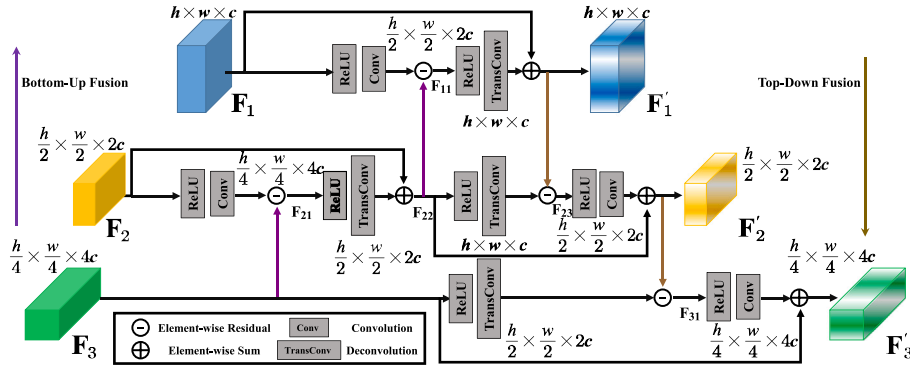 h×w×c
h/2 × w/2 × 2c
h×w×c
Bottom-Up Fusion
ReLU
Conv
F11
ReLU
TransConv
Top-Down Fusion
F1
h×w×c
F1'
h/2 × w/2 × 2c
h/4 × w/4 × 4c
h/2 × w/2 × 2c
ReLU
Conv
F21
ReLU
TransConv
F22
ReLU
TransConv
F23
ReLU
Conv
F2
h/2 × w/2 × 2c
h×w×c
h/2 × w/2 × 2c
F2'
h/4 × w/4 × 4c
h/4 × w/4 × 4c
ReLU
TransConv
F31
ReLU
Conv
F3
h/2 × w/2 × 2c
h/4 × w/4 × 4c
F3'
Element-wise Residual
Conv
Convolution
Element-wise Sum
TransConv
Deconvolution